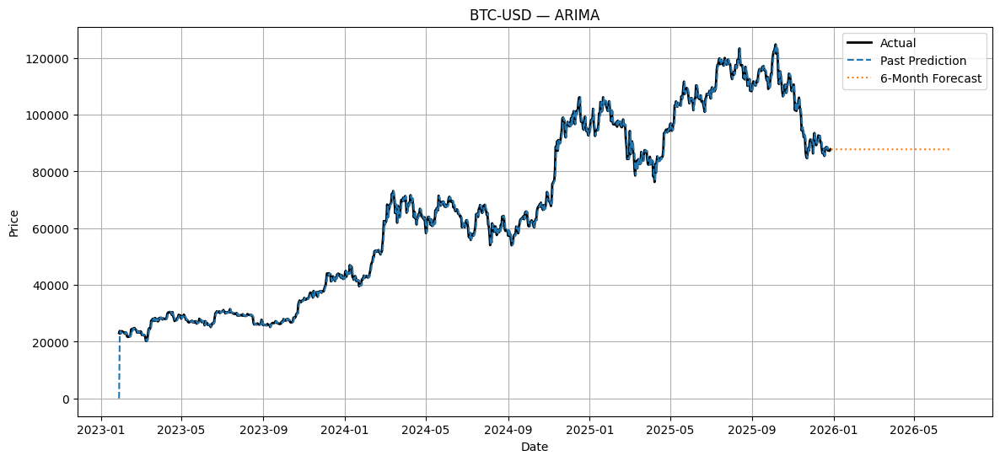 BTC-USD — ARIMA
Actual
Past Prediction
6-Month Forecast
Price
120000
100000
80000
60000
40000
20000
0
2023-01 2023-05 2023-09 2024-01 2024-05 2024-09 2025-01 2025-05 2025-09 2026-01 2026-05
Date